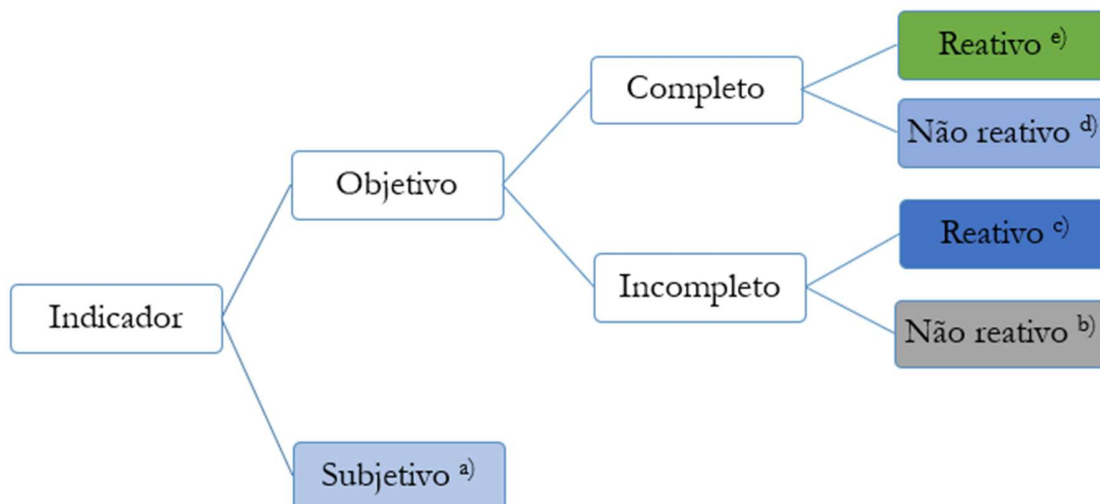 Reativo e)
Completo
Não reativo d)
Objetivo
Reativo c)
Incompleto
Indicador
Não reativo b)
Subjetivo a)